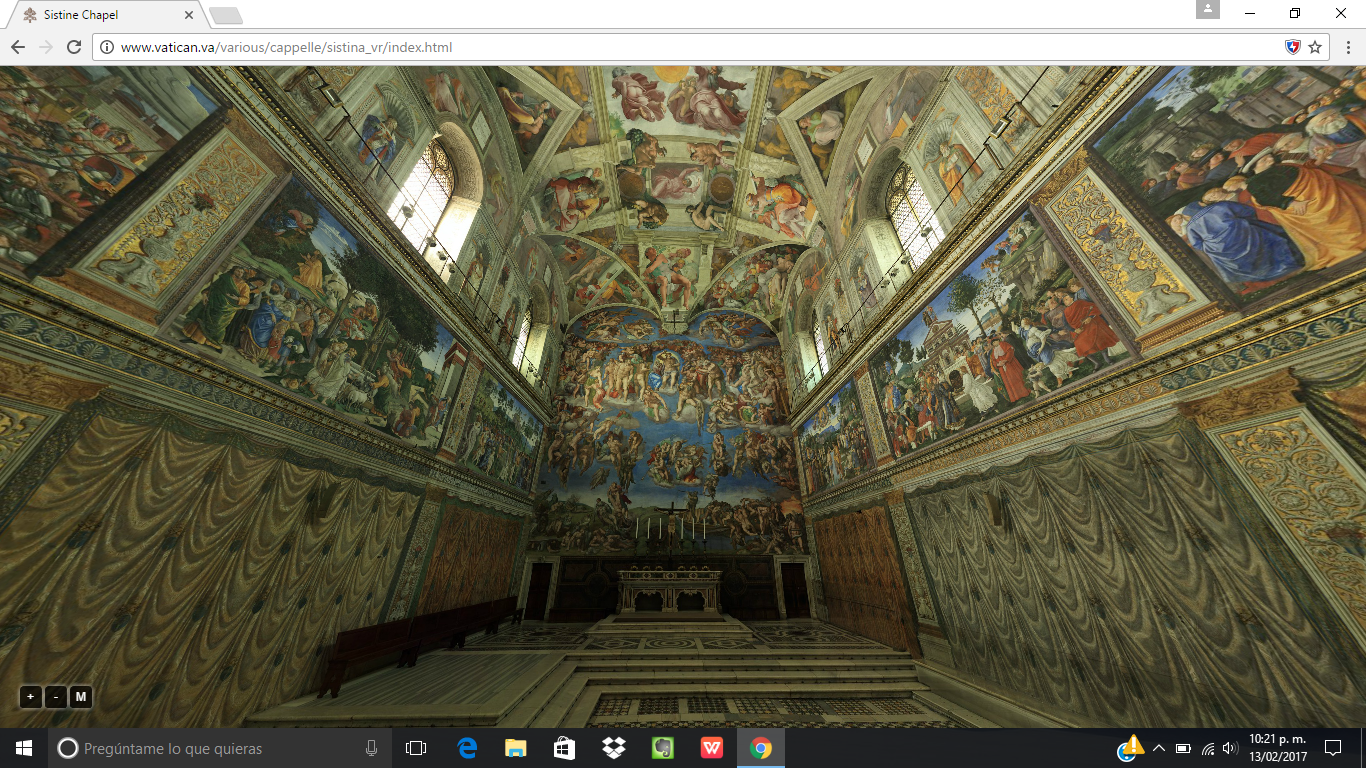 Sistine Chapel
www.vatican.va/various/cappelle/sistina_vr/index.html
+ - M
Pregúntame lo que quieras
10:21 p. m.
13/02/2017